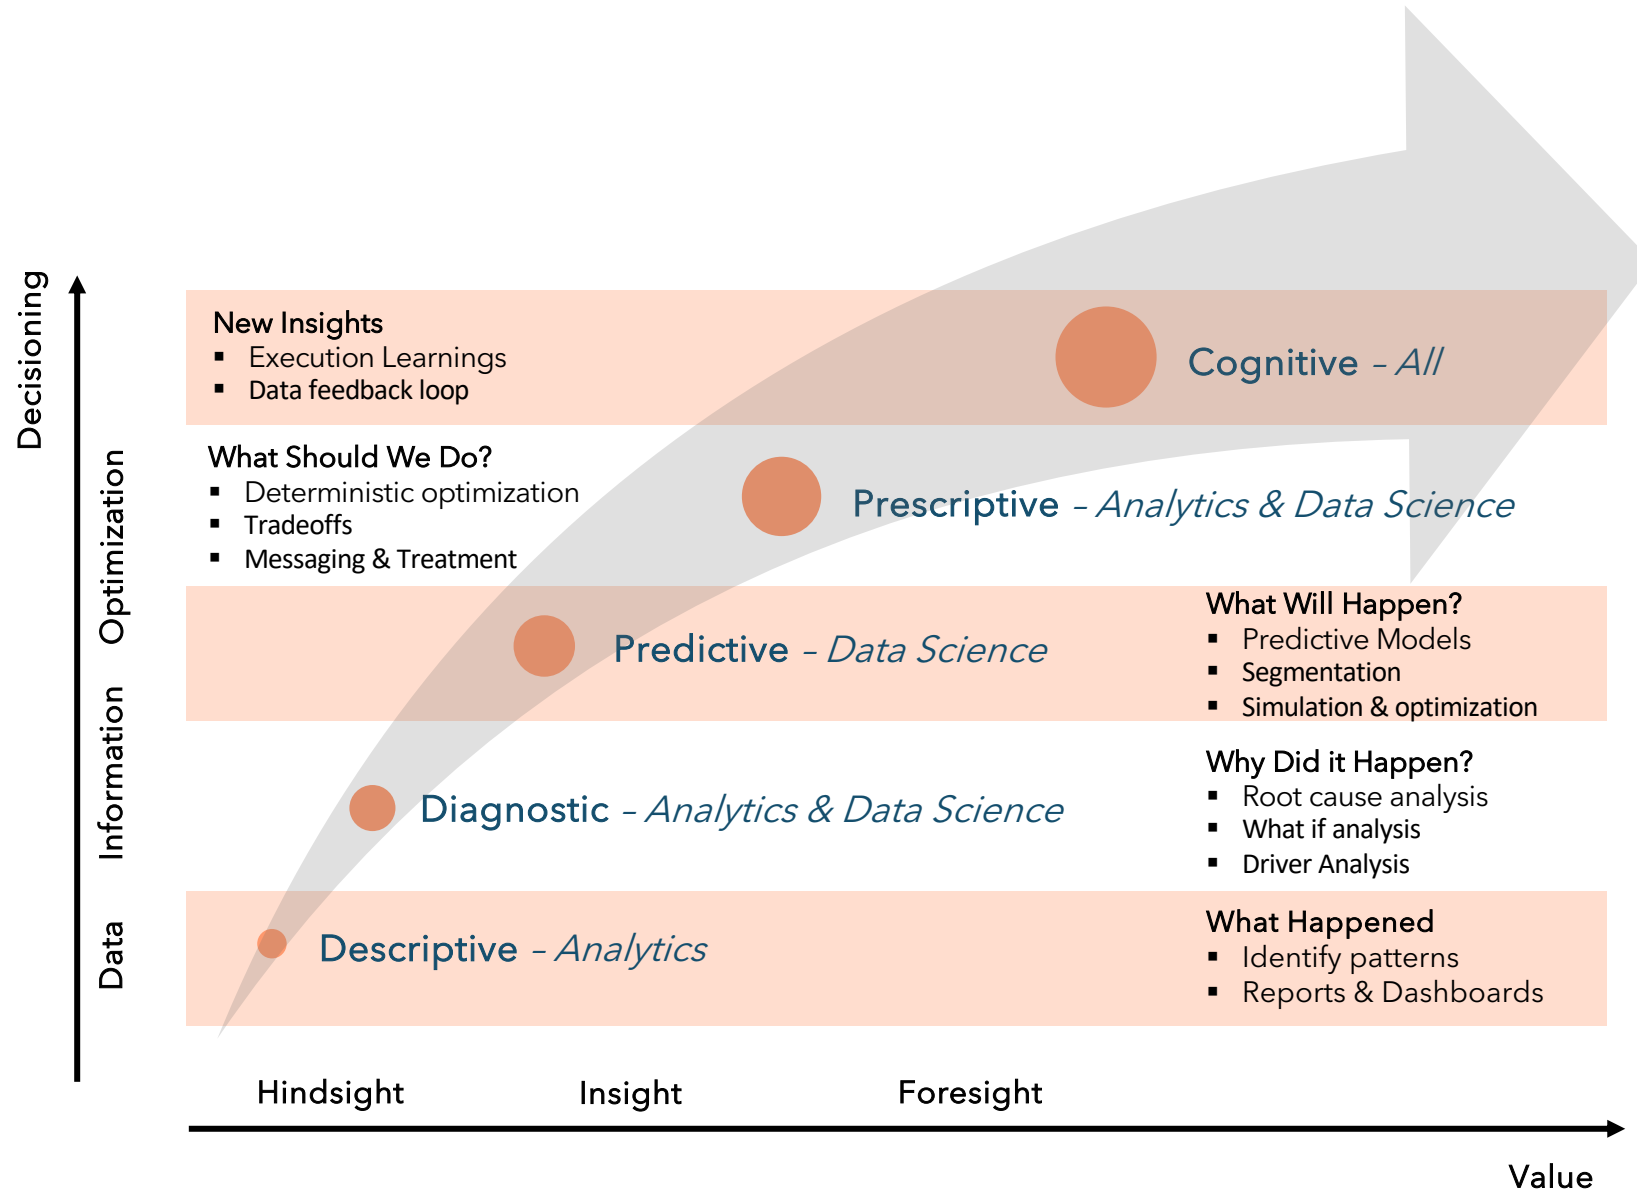 Decisioning
Optimization
Information
Data
New Insights
▪ Execution Learnings
▪ Data feedback loop
Cognitive – All
What Should We Do?
▪ Deterministic optimization
▪ Tradeoffs
▪ Messaging & Treatment
Prescriptive – Analytics & Data Science
Predictive – Data Science
What Will Happen?
▪ Predictive Models
▪ Segmentation
▪ Simulation & optimization
Diagnostic – Analytics & Data Science
Why Did it Happen?
▪ Root cause analysis
▪ What if analysis
▪ Driver Analysis
Descriptive – Analytics
What Happened
▪ Identify patterns
▪ Reports & Dashboards
Hindsight
Insight
Foresight
Value